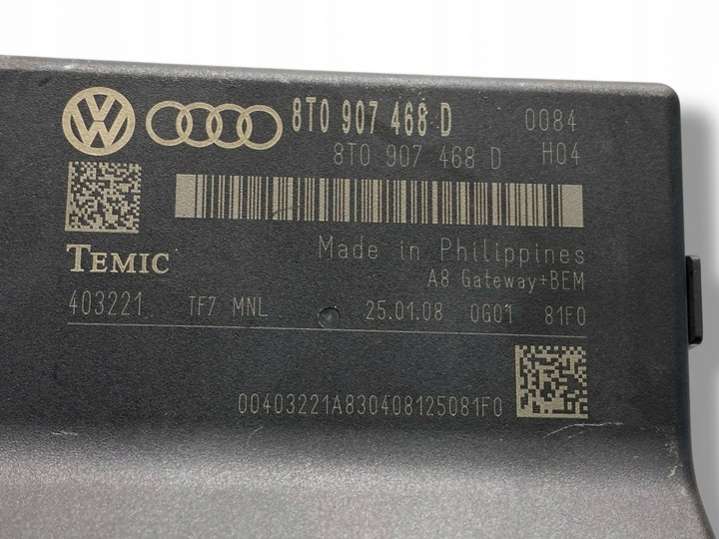 8T0 907 468 D 0084
8T0 907 468 D H04
TEMIC
Made in Philippines
A8 Gateway+BEM
403221 TF7 MNL 25.01.08 0G01 81F0
00403221A830408125081F0